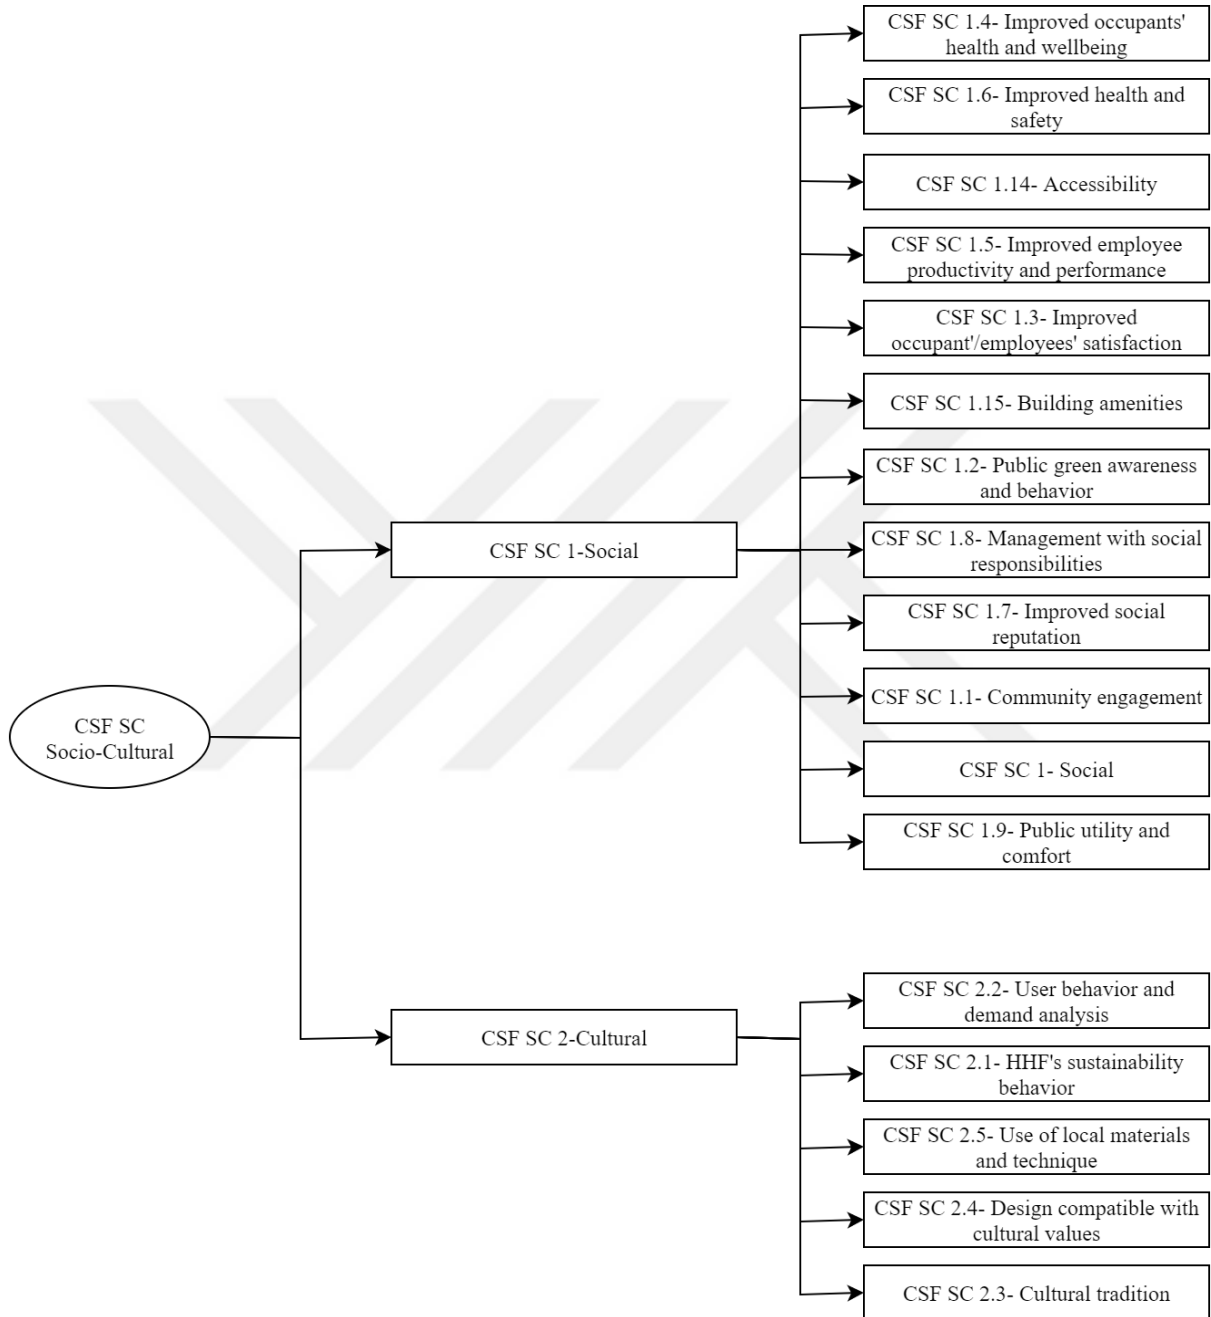 CSF SC 1.4- Improved occupants'
health and wellbeing
CSF SC 1.6- Improved health and
safety
CSF SC 1.14- Accessibility
CSF SC 1.5- Improved employee
productivity and performance
CSF SC 1.3- Improved
occupant'/employees' satisfaction
CSF SC 1.15- Building amenities
CSF SC 1.2- Public green awareness
and behavior
CSF SC 1-Social
CSF SC 1.8- Management with social
responsibilities
CSF SC 1.7- Improved social
reputation
CSF SC 1.1- Community engagement
CSF SC
Socio-Cultural
CSF SC 1- Social
CSF SC 1.9- Public utility and
comfort
CSF SC 2.2- User behavior and
demand analysis
CSF SC 2-Cultural
CSF SC 2.1- HHF's sustainability
behavior
CSF SC 2.5- Use of local materials
and technique
CSF SC 2.4- Design compatible with
cultural values
CSF SC 2.3- Cultural tradition